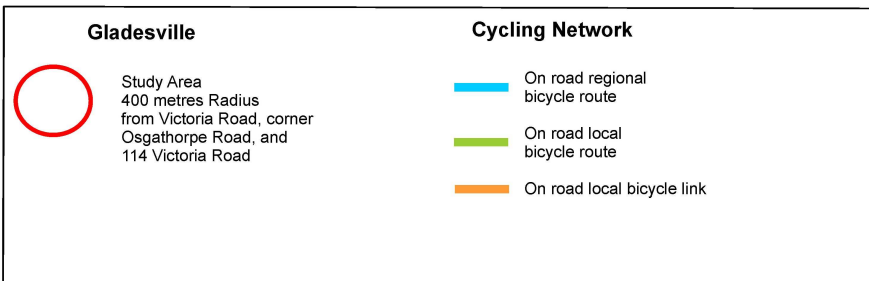 Gladesville
Study Area
400 metres Radius
from Victoria Road, corner
Osgathorpe Road, and
114 Victoria Road
Cycling Network
On road regional
bicycle route
On road local
bicycle route
On road local bicycle link